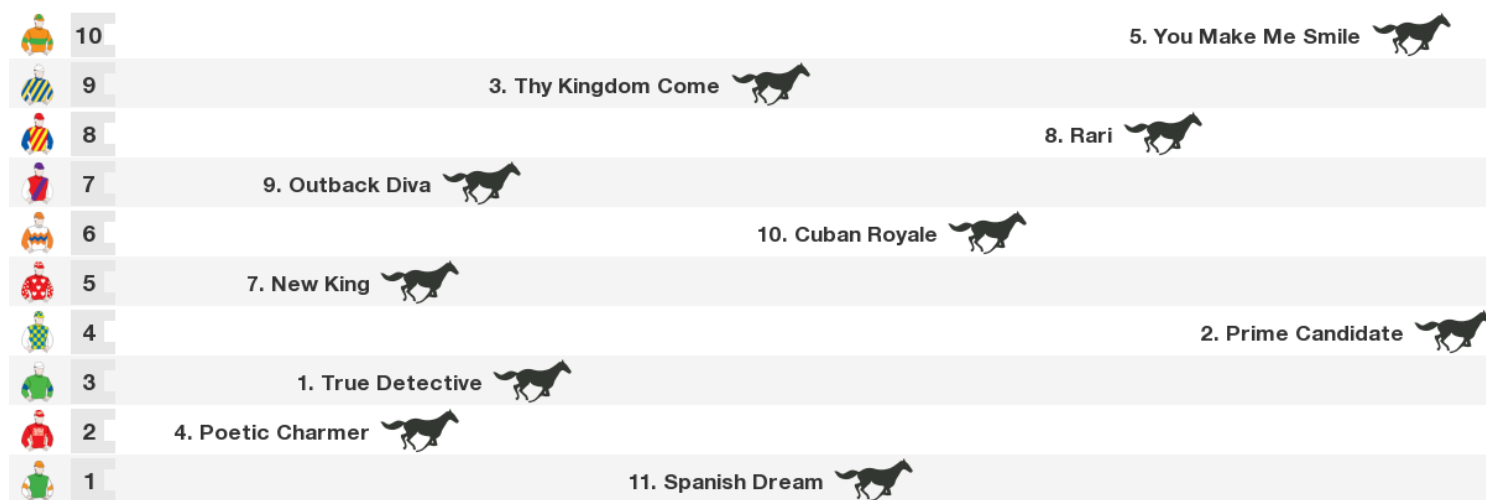 10 5. You Make Me Smile
9 3. Thy Kingdom Come
8 8. Rari
7 9. Outback Diva
6 10. Cuban Royale
5 7. New King
4 2. Prime Candidate
3 1. True Detective
2 4. Poetic Charmer
1 11. Spanish Dream